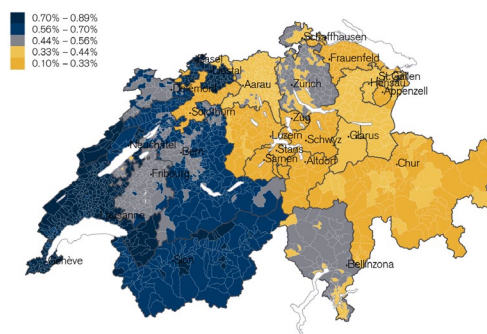 0.70% – 0.89%
0.56% – 0.70%
0.44% – 0.56%
0.33% – 0.44%
0.10% – 0.33%
Schaffhausen
Basel
Liestal
Frauenfeld
Delémont
Aarau
Zürich
St.Gallen
Herisau
Appenzell
Solothurn
Zug
Neuchâtel
Bern
Luzern
Schwyz
Glarus
Stans
Sarnen
Altdorf
Chur
Fribourg
Lausanne
Genève
Sion
Bellinzona